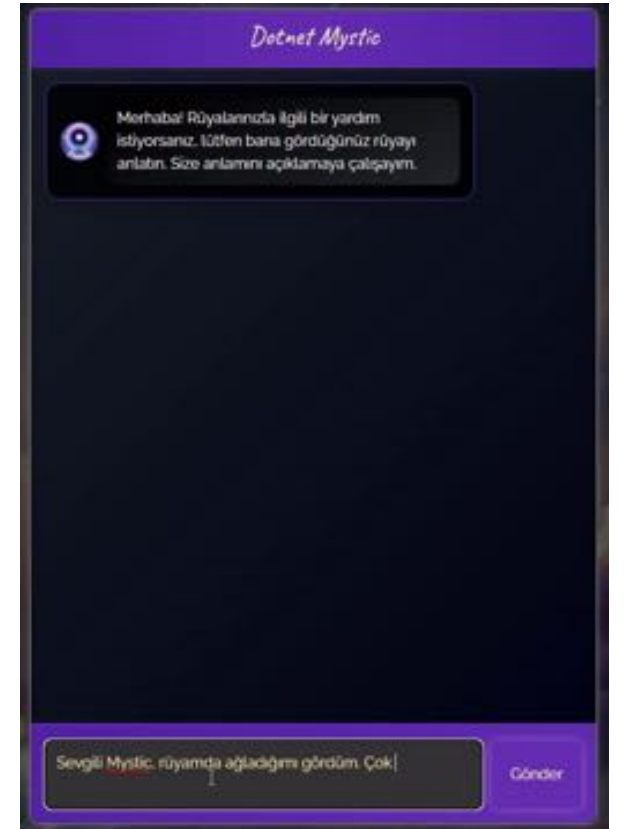 Dotnet Mystic
Merhaba! Rüyalarınızla ilgili bir yardım
istiyorsanız, lütfen bana gördüğünüz rüyayı
anlatın. Size anlamını açıklamaya çalışayım.
Sevgili Mystic, rüyamda ağladığımı gördüm. Çok
Gönder